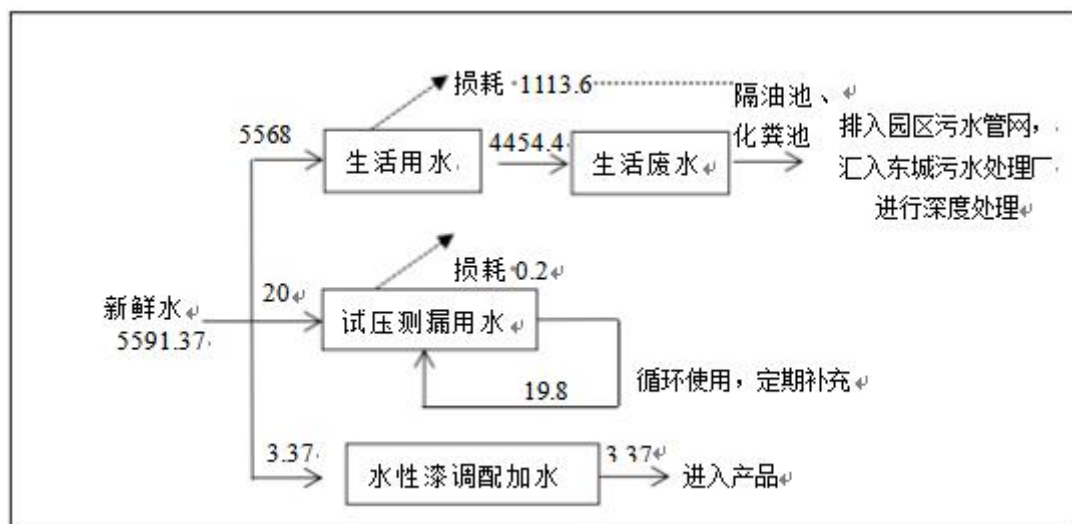 损耗 1113.6
隔油池、
化粪池
5568
生活用水
4454.4
生活废水
排入园区污水管网，
汇入东城污水处理厂
进行深度处理
损耗 0.2
新鲜水
5591.37
20
试压测漏用水
19.8
循环使用，定期补充
3.37
水性漆调配加水
3.37
进入产品